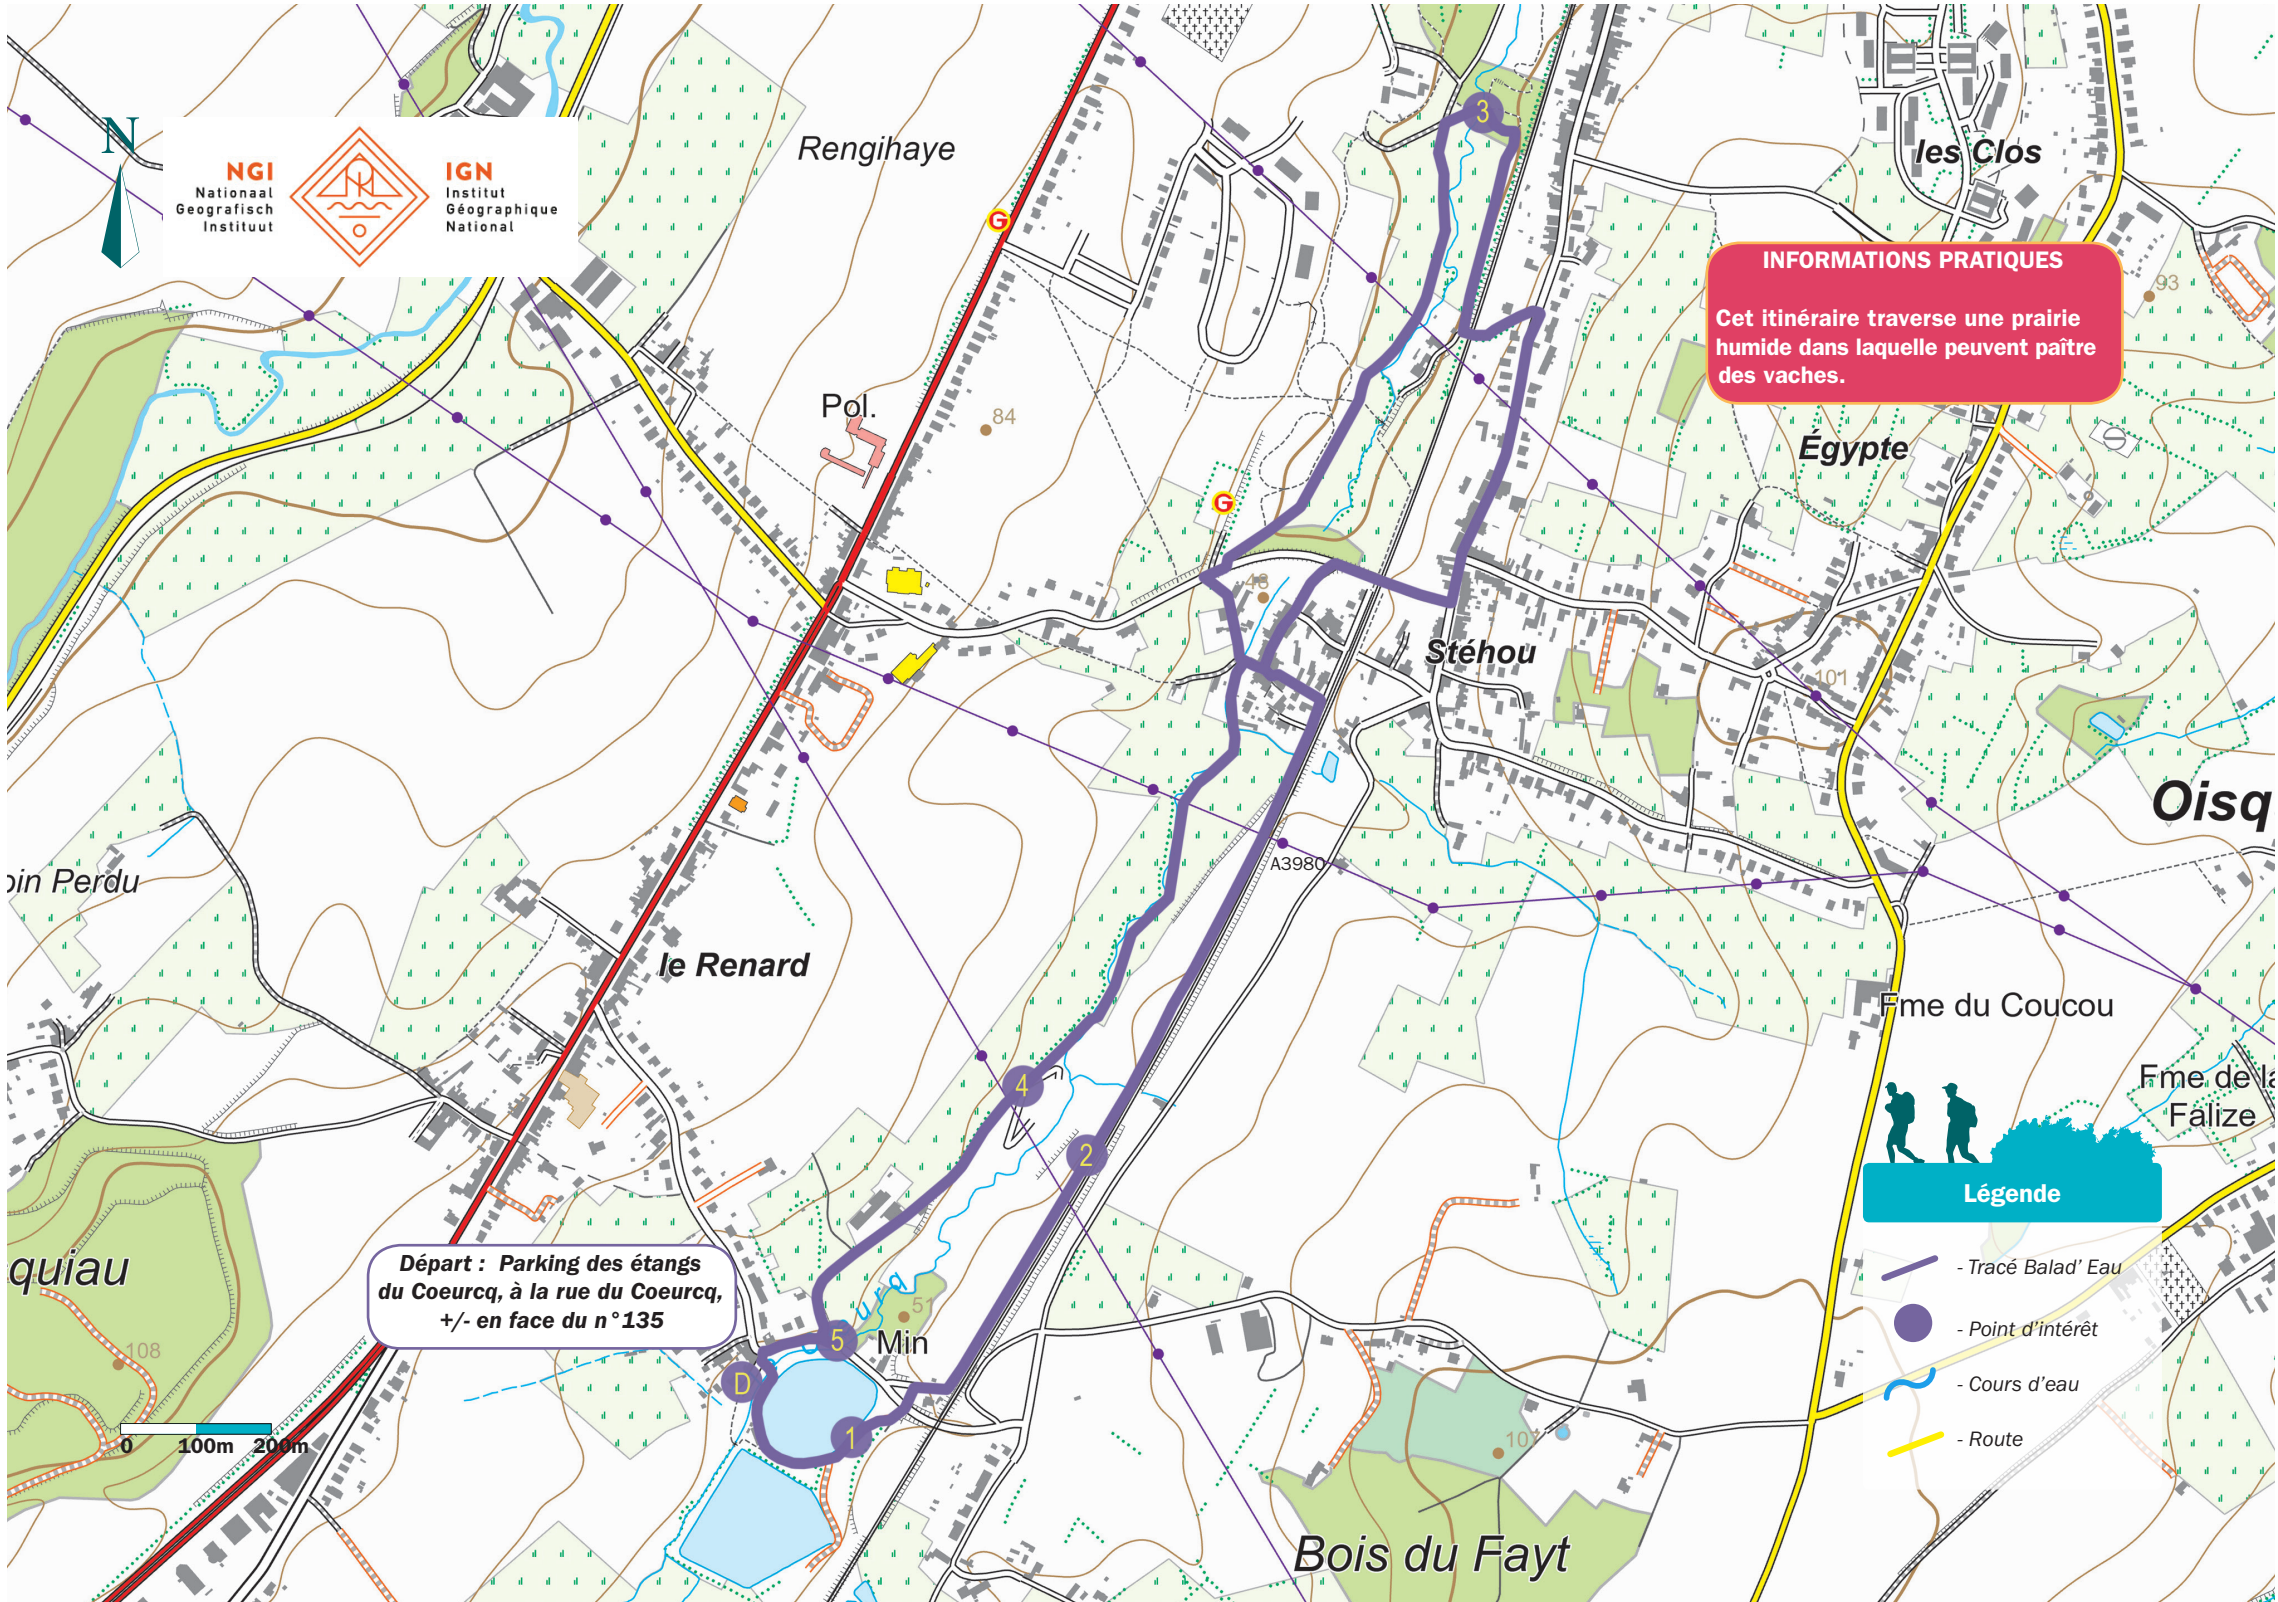 N
NGI
Nationaal
Geografisch
Instituut
IGN
Institut
Géographique
National
Rengihaye
3
les Clos
G
INFORMATIONS PRATIQUES
Cet itinéraire traverse une prairie
humide dans laquelle peuvent paître
des vaches.
93
Pol.
84
Égypte
G
48
Stéhou
101
Oisq
A3980
oin Perdu
le Renard
Fme du Coucou
4
Fme de la
Falize
2
Légende
quiau
Départ : Parking des étangs
du Coeurcq, à la rue du Coeurcq,
+/- en face du n°135
- Tracé Balad' Eau
urq
51
5
Min
108
- Point d'intérêt
D
- Cours d'eau
1
107
- Route
0 100m 200m
Bois du Fayt